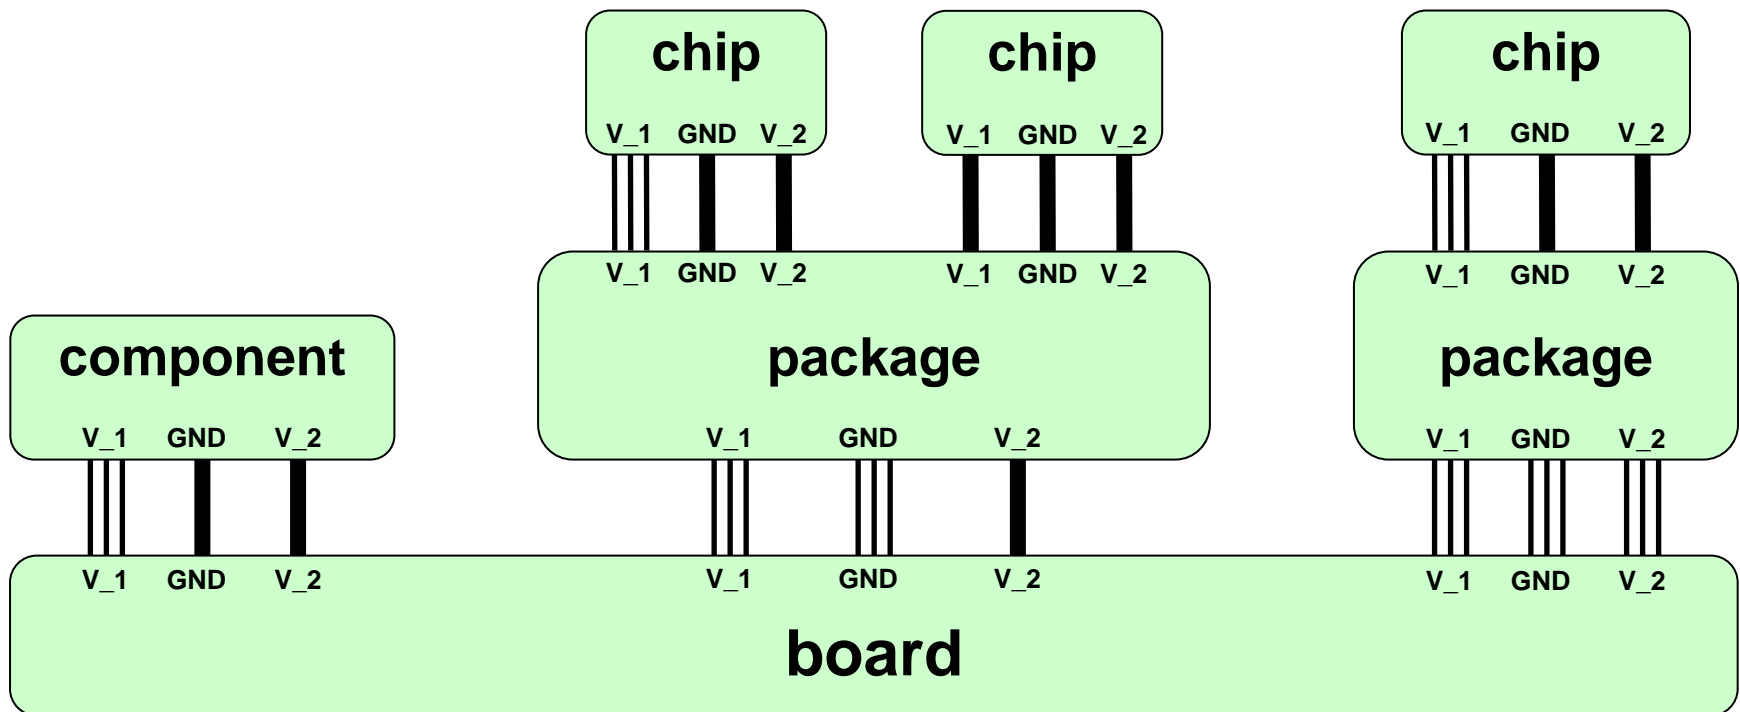 chip chip chip
V_1 GND V_2 V_1 GND V_2 V_1 GND V_2
V_1 GND V_2 V_1 GND V_2 V_1 GND V_2
component package package
V_1 GND V_2 V_1 GND V_2 V_1 GND V_2
V_1 GND V_2 V_1 GND V_2 V_1 GND V_2
board